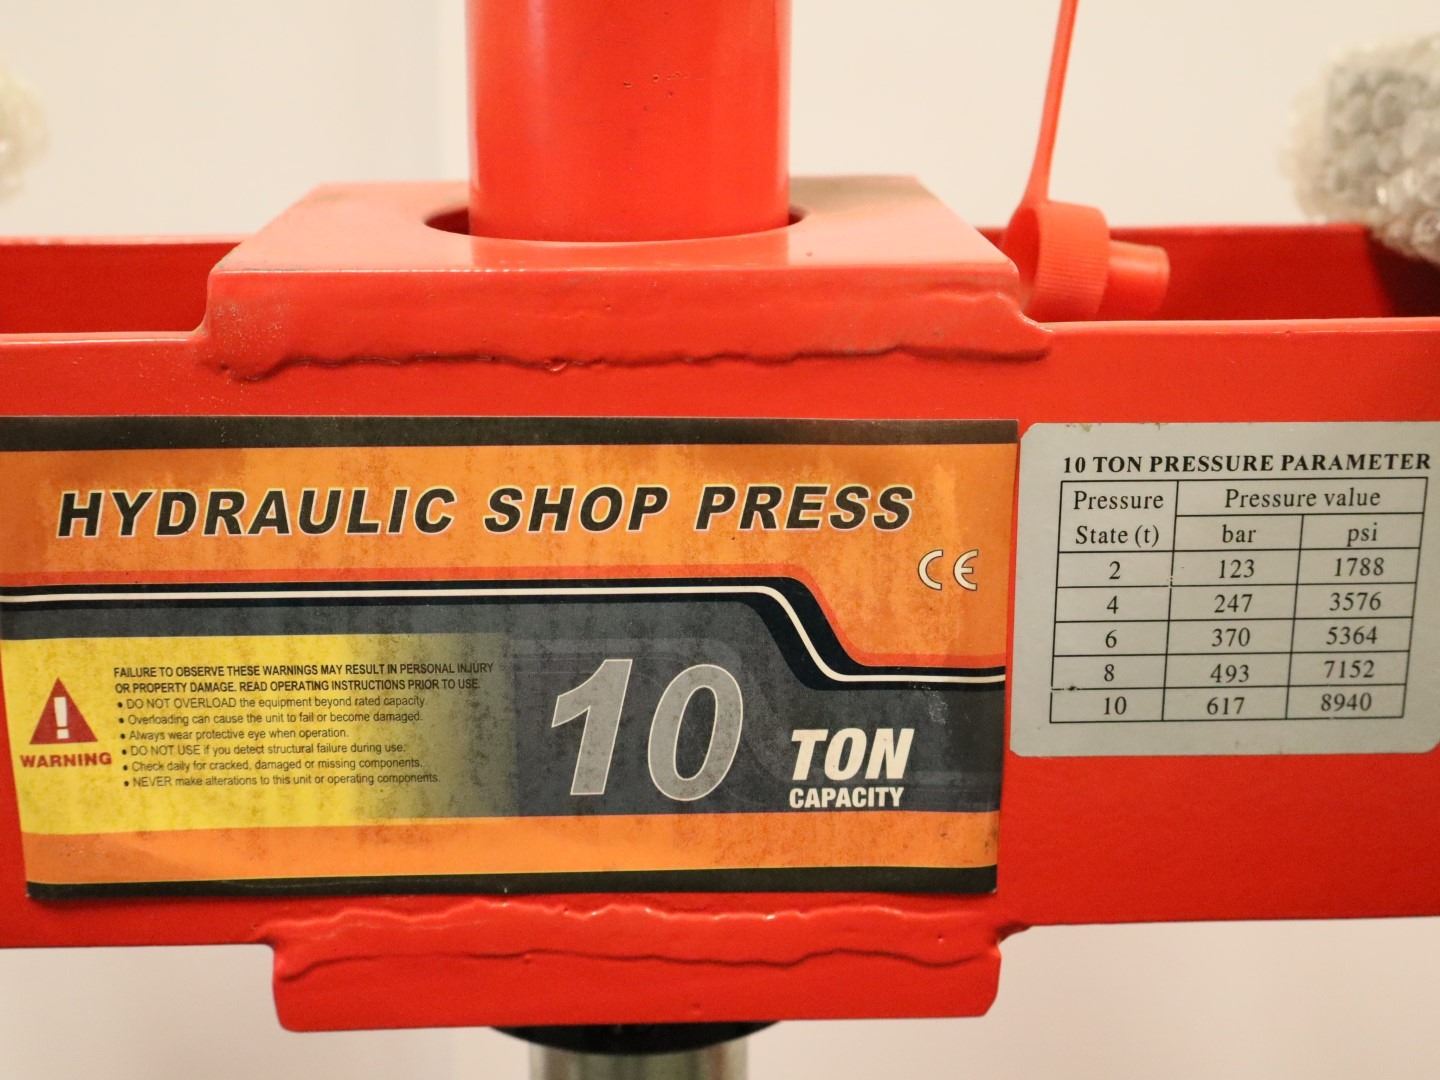 HYDRAULIC SHOP PRESS
CE
FAILURE TO OBSERVE THESE WARNINGS MAY RESULT IN PERSONAL INJURY
OR PROPERTY DAMAGE. READ OPERATING INSTRUCTIONS PRIOR TO USE.
• DO NOT OVERLOAD the equipment beyond rated capacity.
• Overloading can cause the unit to fail or become damaged.
• Always wear protective eye when operation.
• DO NOT USE if you detect structural failure during use.
• Check daily for cracked, damaged or missing components.
• NEVER make alterations to this unit or operating components.
WARNING
10 TON
CAPACITY
10 TON PRESSURE PARAMETER
Pressure State (t) Pressure value
bar psi
2 123 1788
4 247 3576
6 370 5364
8 493 7152
10 617 8940